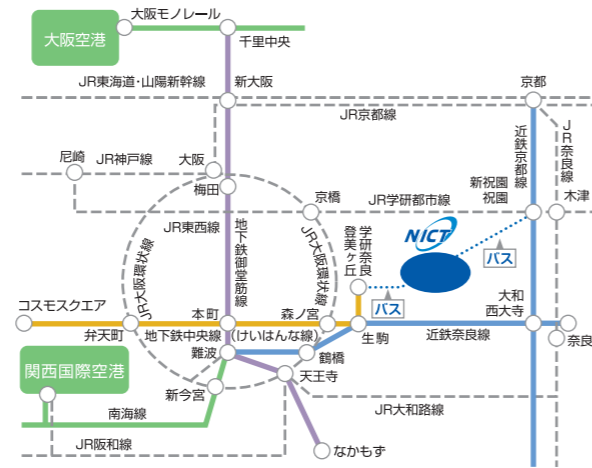 大阪モノレール
大阪空港
千里中央
JR東海道・山陽新幹線
新大阪
京都
JR京都線
尼崎
JR神戸線
大阪
近鉄京都線
JR奈良線
梅田
京橋
JR学研都市線
新祝園
祝園
木津
JR東西線
地下鉄御堂筋線
JR大阪環状線
JR大阪環状線
学研奈良
登美ヶ丘
NICT
バス
バス
コスモスクエア
弁天町
本町
地下鉄中央線
森ノ宮
(けいはんな線)
生駒
近鉄奈良線
大和
西大寺
奈良
難波
鶴橋
関西国際空港
新今宮
天王寺
南海線
JR大和路線
JR阪和線
なかもず